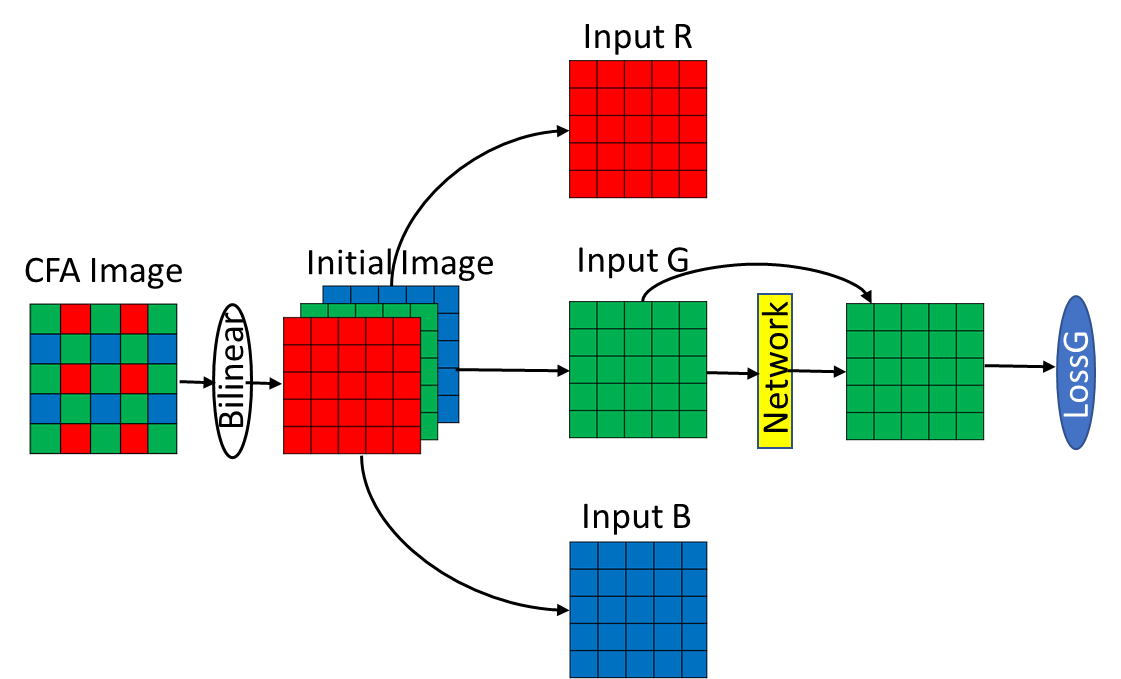 Input R
CFA Image
Bilinear
Initial Image
Input G
Network
LossG
Input B